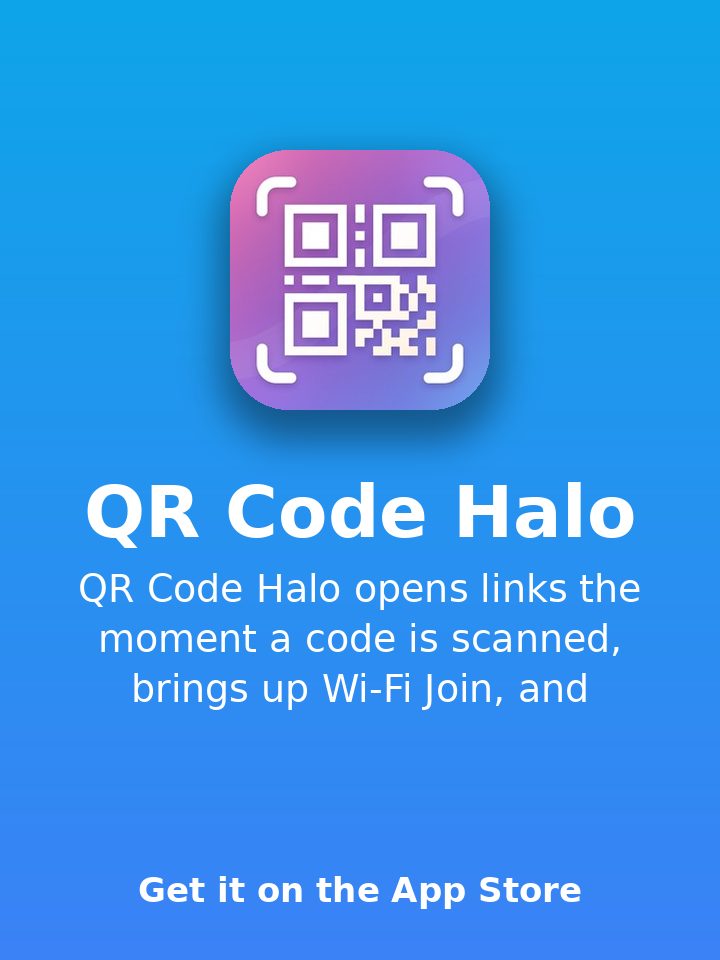 QR Code Halo
QR Code Halo opens links the
moment a code is scanned,
brings up Wi-Fi Join, and
Get it on the App Store